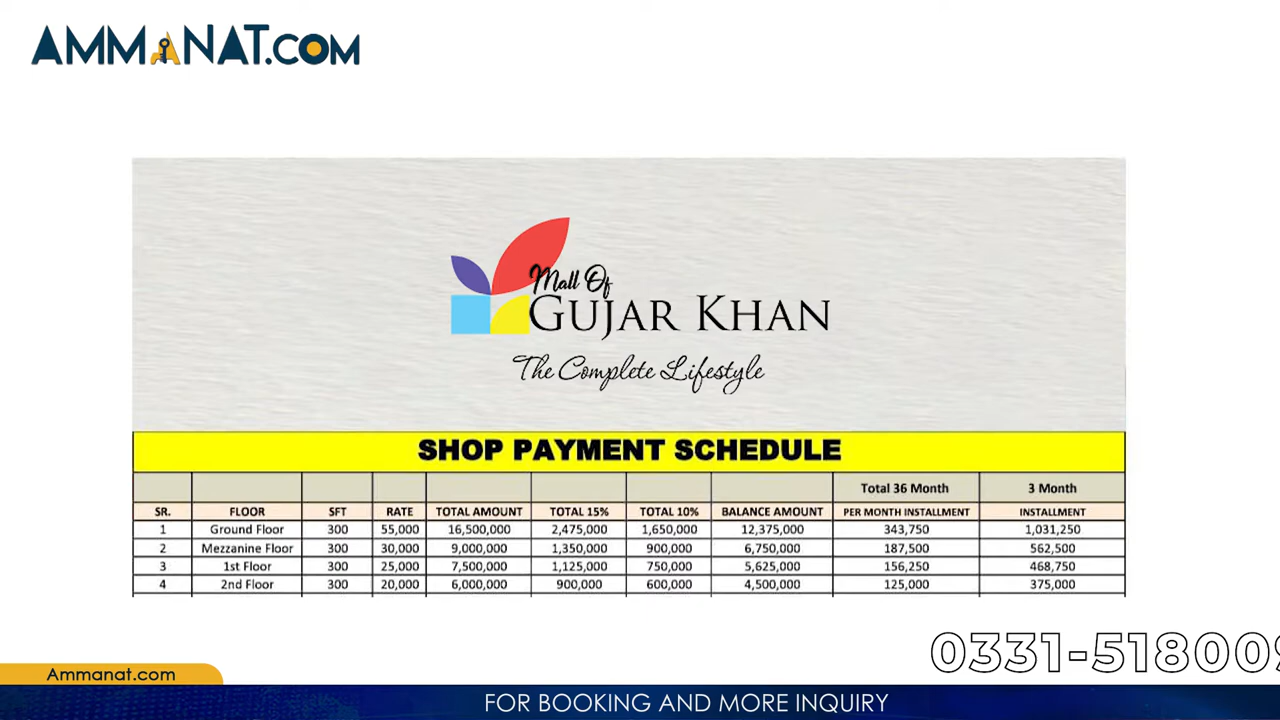 AMMANAT.COM
Mall Of
GUJAR KHAN
The Complete Lifestyle
SHOP PAYMENT SCHEDULE
Total 36 Month 3 Month
SR. FLOOR SFT RATE TOTAL AMOUNT TOTAL 15% TOTAL 10% BALANCE AMOUNT PER MONTH INSTALLMENT INSTALLMENT
1 Ground Floor 300 55,000 16,500,000 2,475,000 1,650,000 12,375,000 343,750 1,031,250
2 Mezzanine Floor 300 30,000 9,000,000 1,350,000 900,000 6,750,000 187,500 562,500
3 1st Floor 300 25,000 7,500,000 1,125,000 750,000 5,625,000 156,250 468,750
4 2nd Floor 300 20,000 6,000,000 900,000 600,000 4,500,000 125,000 375,000
0331-518009
Ammanat.com
FOR BOOKING AND MORE INQUIRY